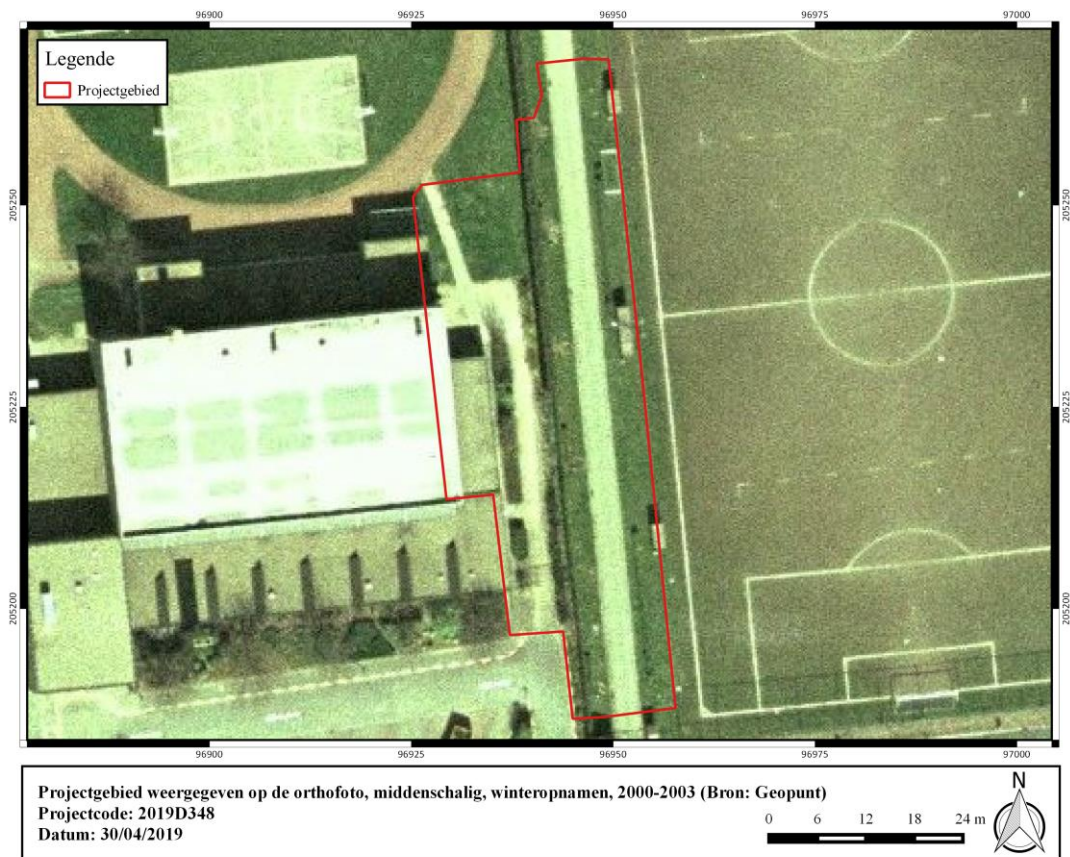 96900 96925 96950 96975 97000
Legende
Projectgebied
205250 205250
205225 205225
205200 205200
96900 96925 96950 96975 97000
Projectgebied weergegeven op de orthofoto, middenschalig, winteropnamen, 2000-2003 (Bron: Geopunt)
Projectcode: 2019D348
Datum: 30/04/2019
0 6 12 18 24 m
N